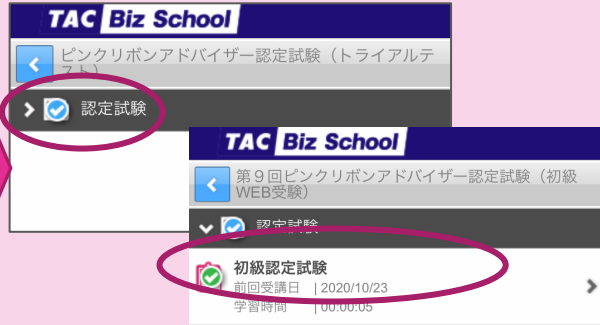 TAC Biz School
ピンクリボンアドバイザー認定試験（トライアルテ
スト）
認定試験
TAC Biz School
第９回ピンクリボンアドバイザー認定試験（初級
WEB受験）
認定試験
初級認定試験
前回受講日 | 2020/10/23
学習時間 | 00:00:05